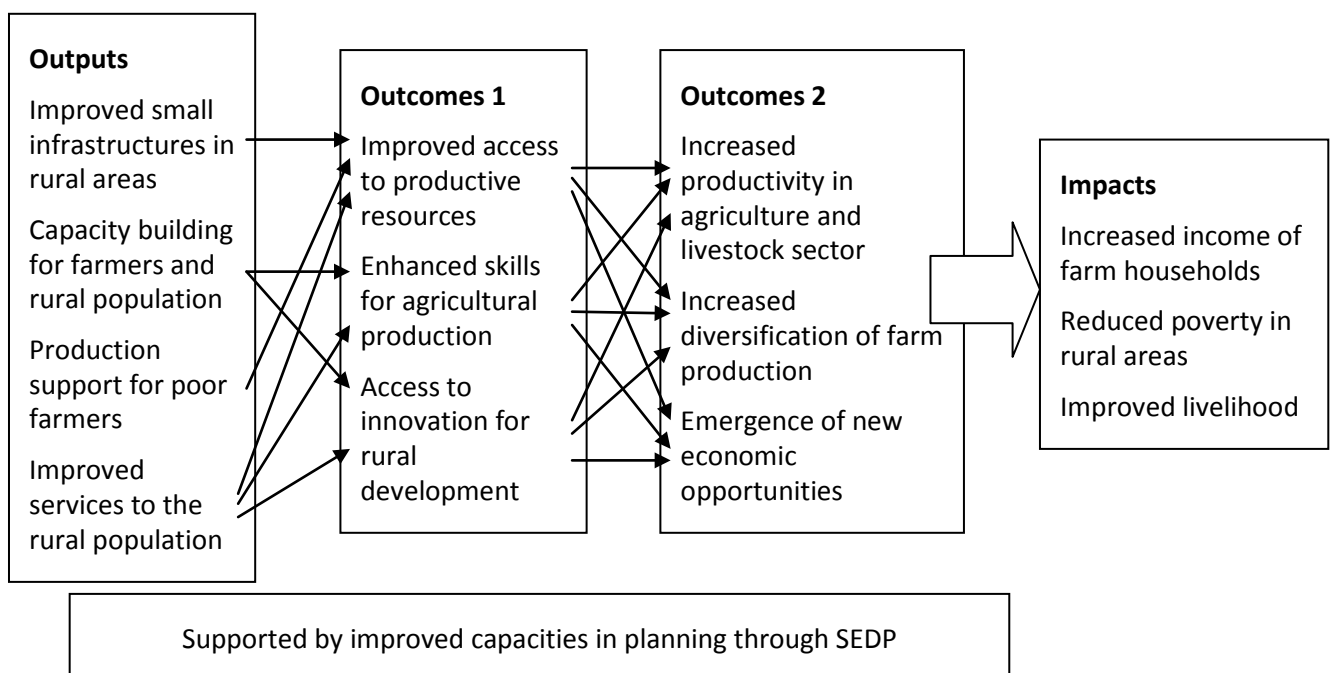 Outputs
Improved small
infrastructures in
rural areas
Capacity building
for farmers and
rural population
Production
support for poor
farmers
Improved
services to the
rural population
Outcomes 1
Improved access
to productive
resources
Enhanced skills
for agricultural
production
Access to
innovation for
rural
development
Outcomes 2
Increased
productivity in
agriculture and
livestock sector
Increased
diversification of farm
production
Emergence of new
economic
opportunities
Impacts
Increased income of
farm households
Reduced poverty in
rural areas
Improved livelihood
Supported by improved capacities in planning through SEDP